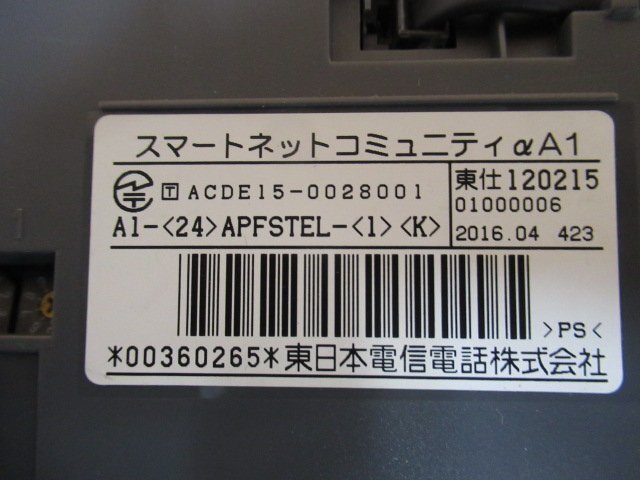 スマートネットコミュニティαA1
T ACDE15-0028001
A1-<24>APFSTEL-<1><K>
東仕120215
01000006
2016.04 423
>PS<
*00360265*東日本電信電話株式会社